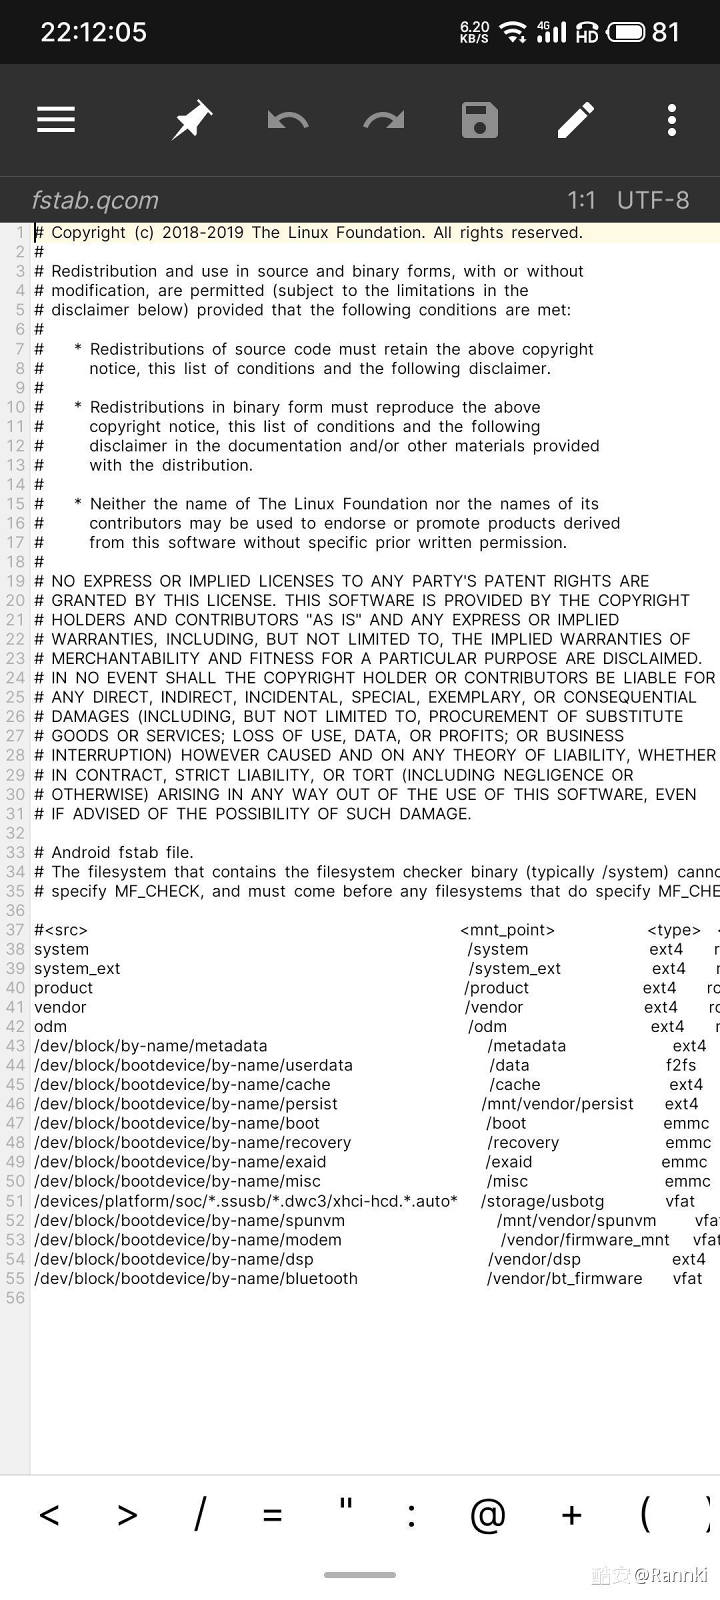 22:12:05 6.20 KB/S 4G HD 81
fstab.qcom 1:1 UTF-8
1 # Copyright (c) 2018-2019 The Linux Foundation. All rights reserved.
2 #
3 # Redistribution and use in source and binary forms, with or without
4 # modification, are permitted (subject to the limitations in the
5 # disclaimer below) provided that the following conditions are met:
6 #
7 # * Redistributions of source code must retain the above copyright
8 # notice, this list of conditions and the following disclaimer.
9 #
10 # * Redistributions in binary form must reproduce the above
11 # copyright notice, this list of conditions and the following
12 # disclaimer in the documentation and/or other materials provided
13 # with the distribution.
14 #
15 # * Neither the name of The Linux Foundation nor the names of its
16 # contributors may be used to endorse or promote products derived
17 # from this software without specific prior written permission.
18 #
19 # NO EXPRESS OR IMPLIED LICENSES TO ANY PARTY'S PATENT RIGHTS ARE
20 # GRANTED BY THIS LICENSE. THIS SOFTWARE IS PROVIDED BY THE COPYRIGHT
21 # HOLDERS AND CONTRIBUTORS "AS IS" AND ANY EXPRESS OR IMPLIED
22 # WARRANTIES, INCLUDING, BUT NOT LIMITED TO, THE IMPLIED WARRANTIES OF
23 # MERCHANTABILITY AND FITNESS FOR A PARTICULAR PURPOSE ARE DISCLAIMED.
24 # IN NO EVENT SHALL THE COPYRIGHT HOLDER OR CONTRIBUTORS BE LIABLE FOR
25 # ANY DIRECT, INDIRECT, INCIDENTAL, SPECIAL, EXEMPLARY, OR CONSEQUENTIAL
26 # DAMAGES (INCLUDING, BUT NOT LIMITED TO, PROCUREMENT OF SUBSTITUTE
27 # GOODS OR SERVICES; LOSS OF USE, DATA, OR PROFITS; OR BUSINESS
28 # INTERRUPTION) HOWEVER CAUSED AND ON ANY THEORY OF LIABILITY, WHETHER
29 # IN CONTRACT, STRICT LIABILITY, OR TORT (INCLUDING NEGLIGENCE OR
30 # OTHERWISE) ARISING IN ANY WAY OUT OF THE USE OF THIS SOFTWARE, EVEN
31 # IF ADVISED OF THE POSSIBILITY OF SUCH DAMAGE.
32
33 # Android fstab file.
34 # The filesystem that contains the filesystem checker binary (typically /system) canno
35 # specify MF_CHECK, and must come before any filesystems that do specify MF_CHE
36
37 #<src> <mnt_point> <type> <
38 system /system ext4 r
39 system_ext /system_ext ext4 r
40 product /product ext4 ro
41 vendor /vendor ext4 ro
42 odm /odm ext4 r
43 /dev/block/by-name/metadata /metadata ext4
44 /dev/block/bootdevice/by-name/userdata /data f2fs
45 /dev/block/bootdevice/by-name/cache /cache ext4
46 /dev/block/bootdevice/by-name/persist /mnt/vendor/persist ext4
47 /dev/block/bootdevice/by-name/boot /boot emmc
48 /dev/block/bootdevice/by-name/recovery /recovery emmc
49 /dev/block/bootdevice/by-name/exaid /exaid emmc
50 /dev/block/bootdevice/by-name/misc /misc emmc
51 /devices/platform/soc/*.ssusb/*.dwc3/xhci-hcd.*.auto* /storage/usbotg vfat
52 /dev/block/bootdevice/by-name/spunvm /mnt/vendor/spunvm vfa
53 /dev/block/bootdevice/by-name/modem /vendor/firmware_mnt vfat
54 /dev/block/bootdevice/by-name/dsp /vendor/dsp ext4
55 /dev/block/bootdevice/by-name/bluetooth /vendor/bt_firmware vfat
56
< > / = " : @ + ( )
酷安@Rannki